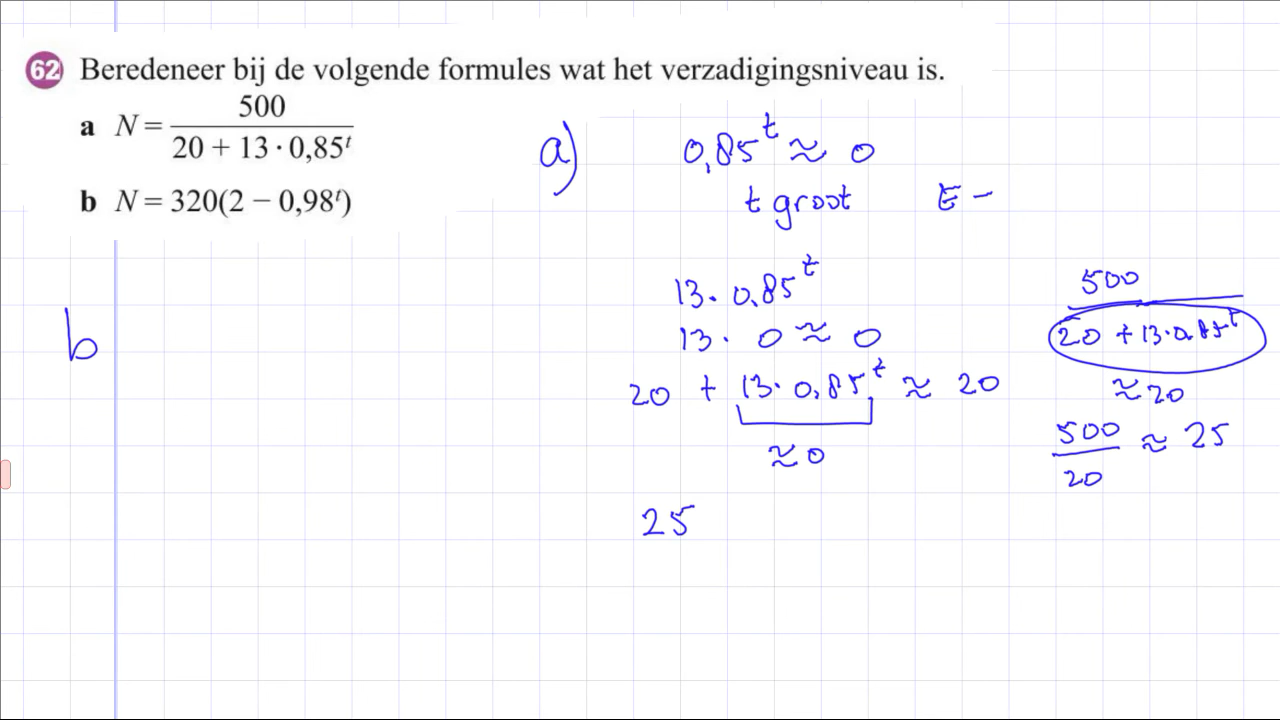 62 Beredeneer bij de volgende formules wat het verzadigingsniveau is.
a N = 500 / (20 + 13 · 0,85^t)
b N = 320(2 − 0,98^t)
a) 0,85^t ≈ 0
t groot E −
13. 0,85^t
13. 0 ≈ 0
20 + 13. 0,85^t ≈ 20
≈ 0
25
500
20 + 13.0,85^t
≈ 20
500 / 20 ≈ 25
b